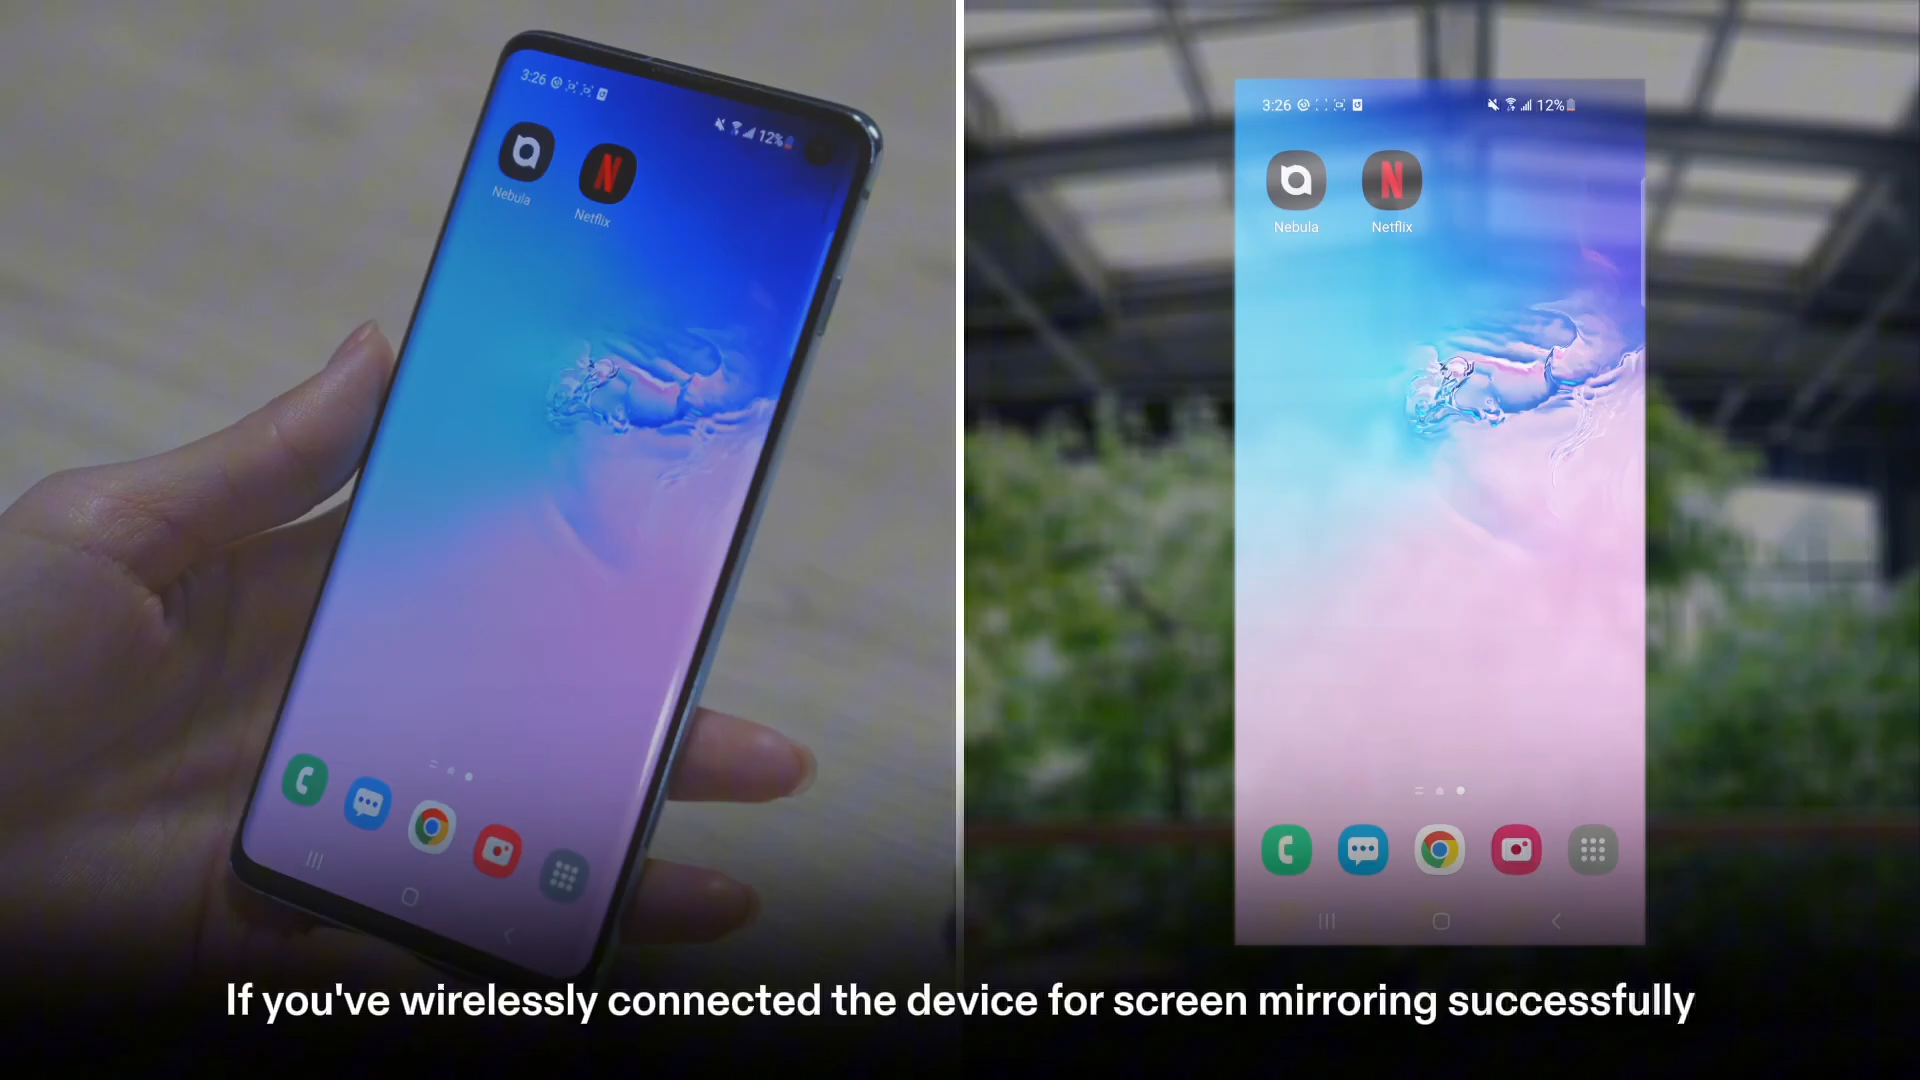 3:26
12%
Nebula
Netflix
3:26
12%
Nebula
Netflix
If you've wirelessly connected the device for screen mirroring successfully